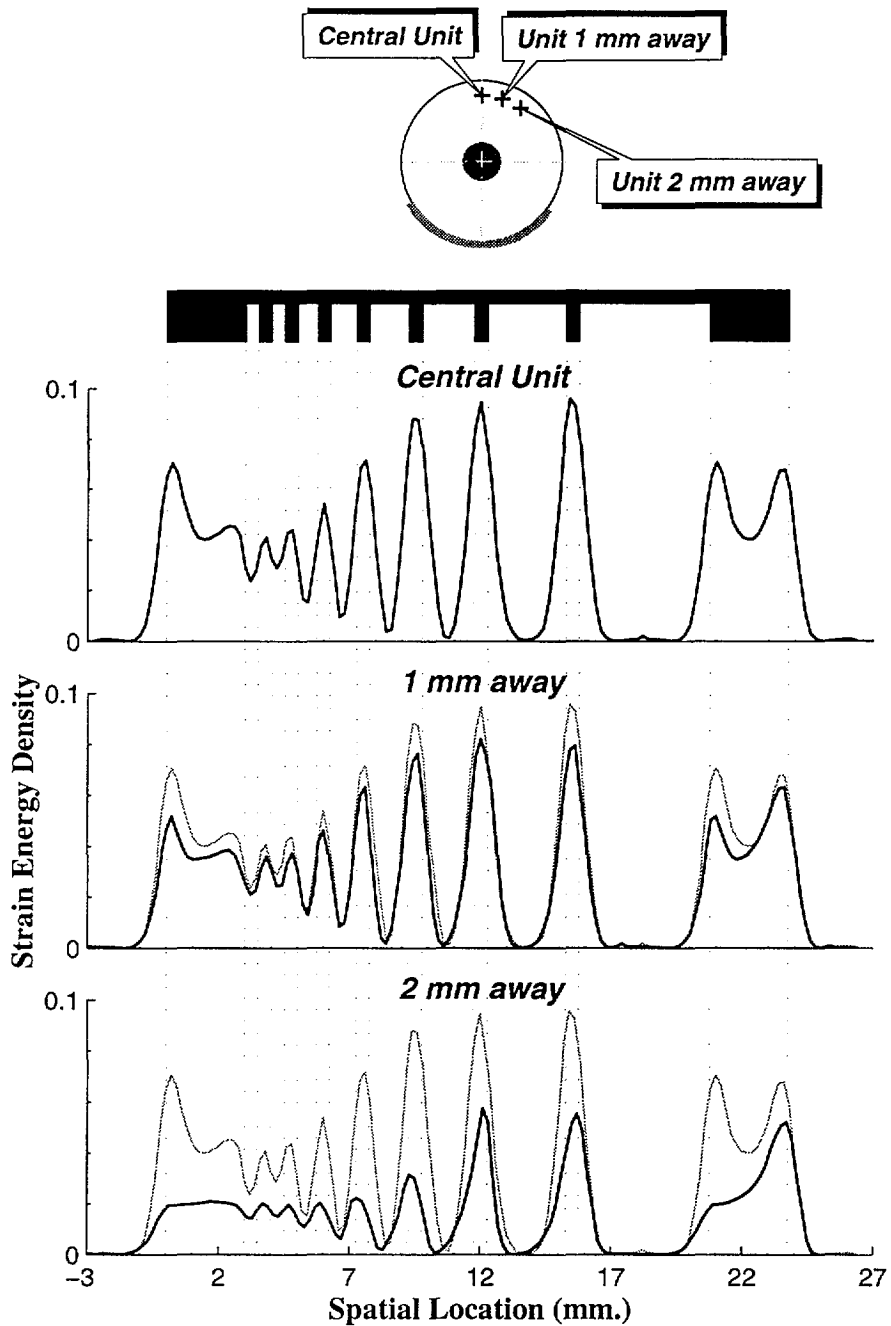 Central Unit
Unit 1 mm away
Unit 2 mm away
Central Unit
0.1
0
1 mm away
0.1
0
Strain Energy Density
2 mm away
0.1
0
−3
2
7
12
17
22
27
Spatial Location (mm.)